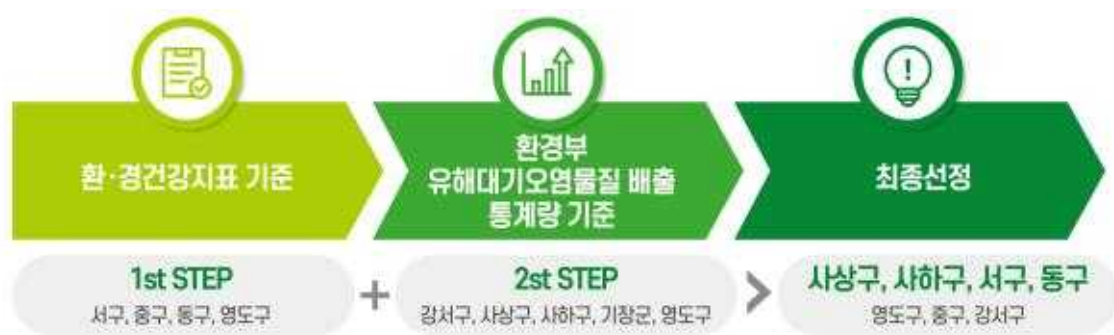 환·경건강지표 기준
환경부
유해대기오염물질 배출
통계량 기준
최종선정
1st STEP
서구, 중구, 동구, 영도구
+
2st STEP
강서구, 사상구, 사하구, 기장군, 영도구
>
사상구, 사하구, 서구, 동구
영도구, 중구, 강서구